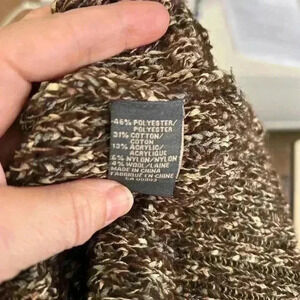 46% POLYESTER/
POLYESTER
31% COTTON/
COTON
13% ACRYLIC/
ACRYLIQUE
6% NYLON/NYLON
4% WOOL/LAINE
MADE IN CHINA
FABRIQUE EN CHINE